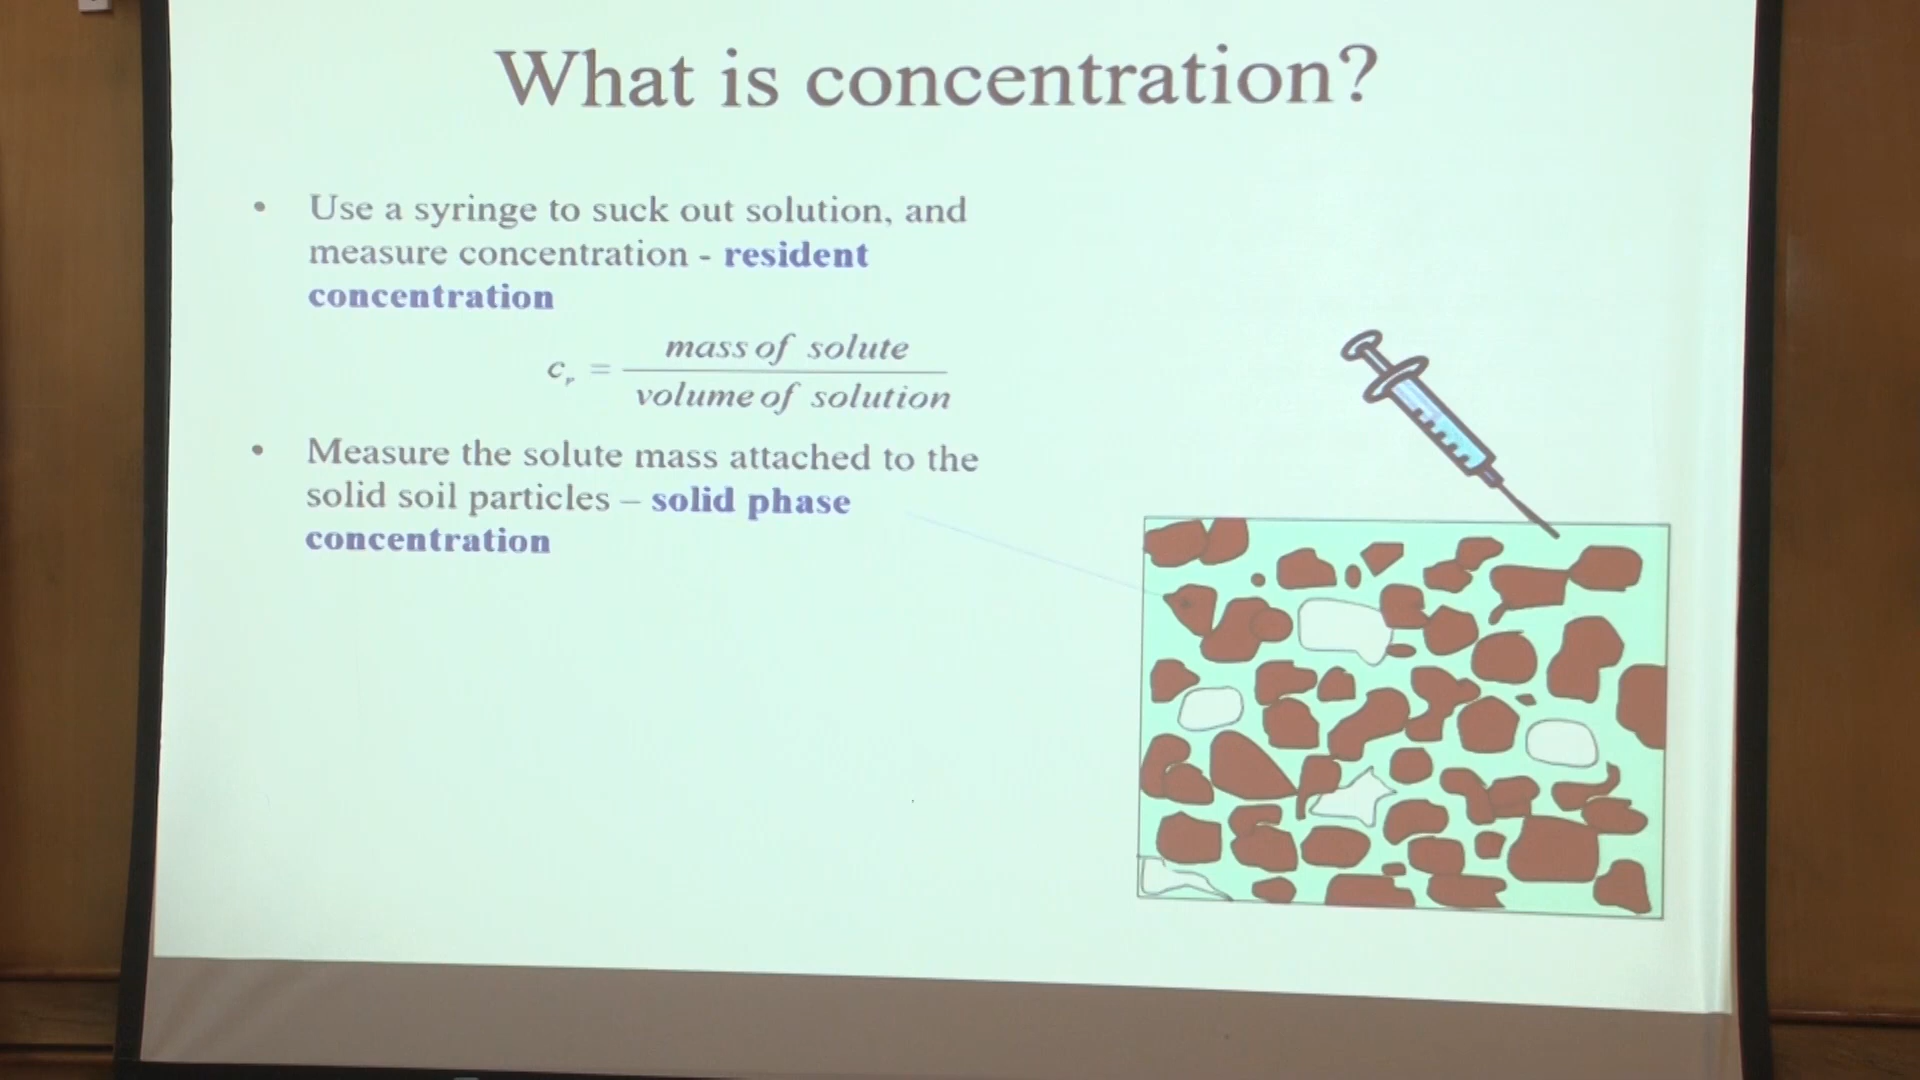 What is concentration?
• Use a syringe to suck out solution, and
measure concentration - resident
concentration
c_r = mass of solute / volume of solution
• Measure the solute mass attached to the
solid soil particles – solid phase
concentration